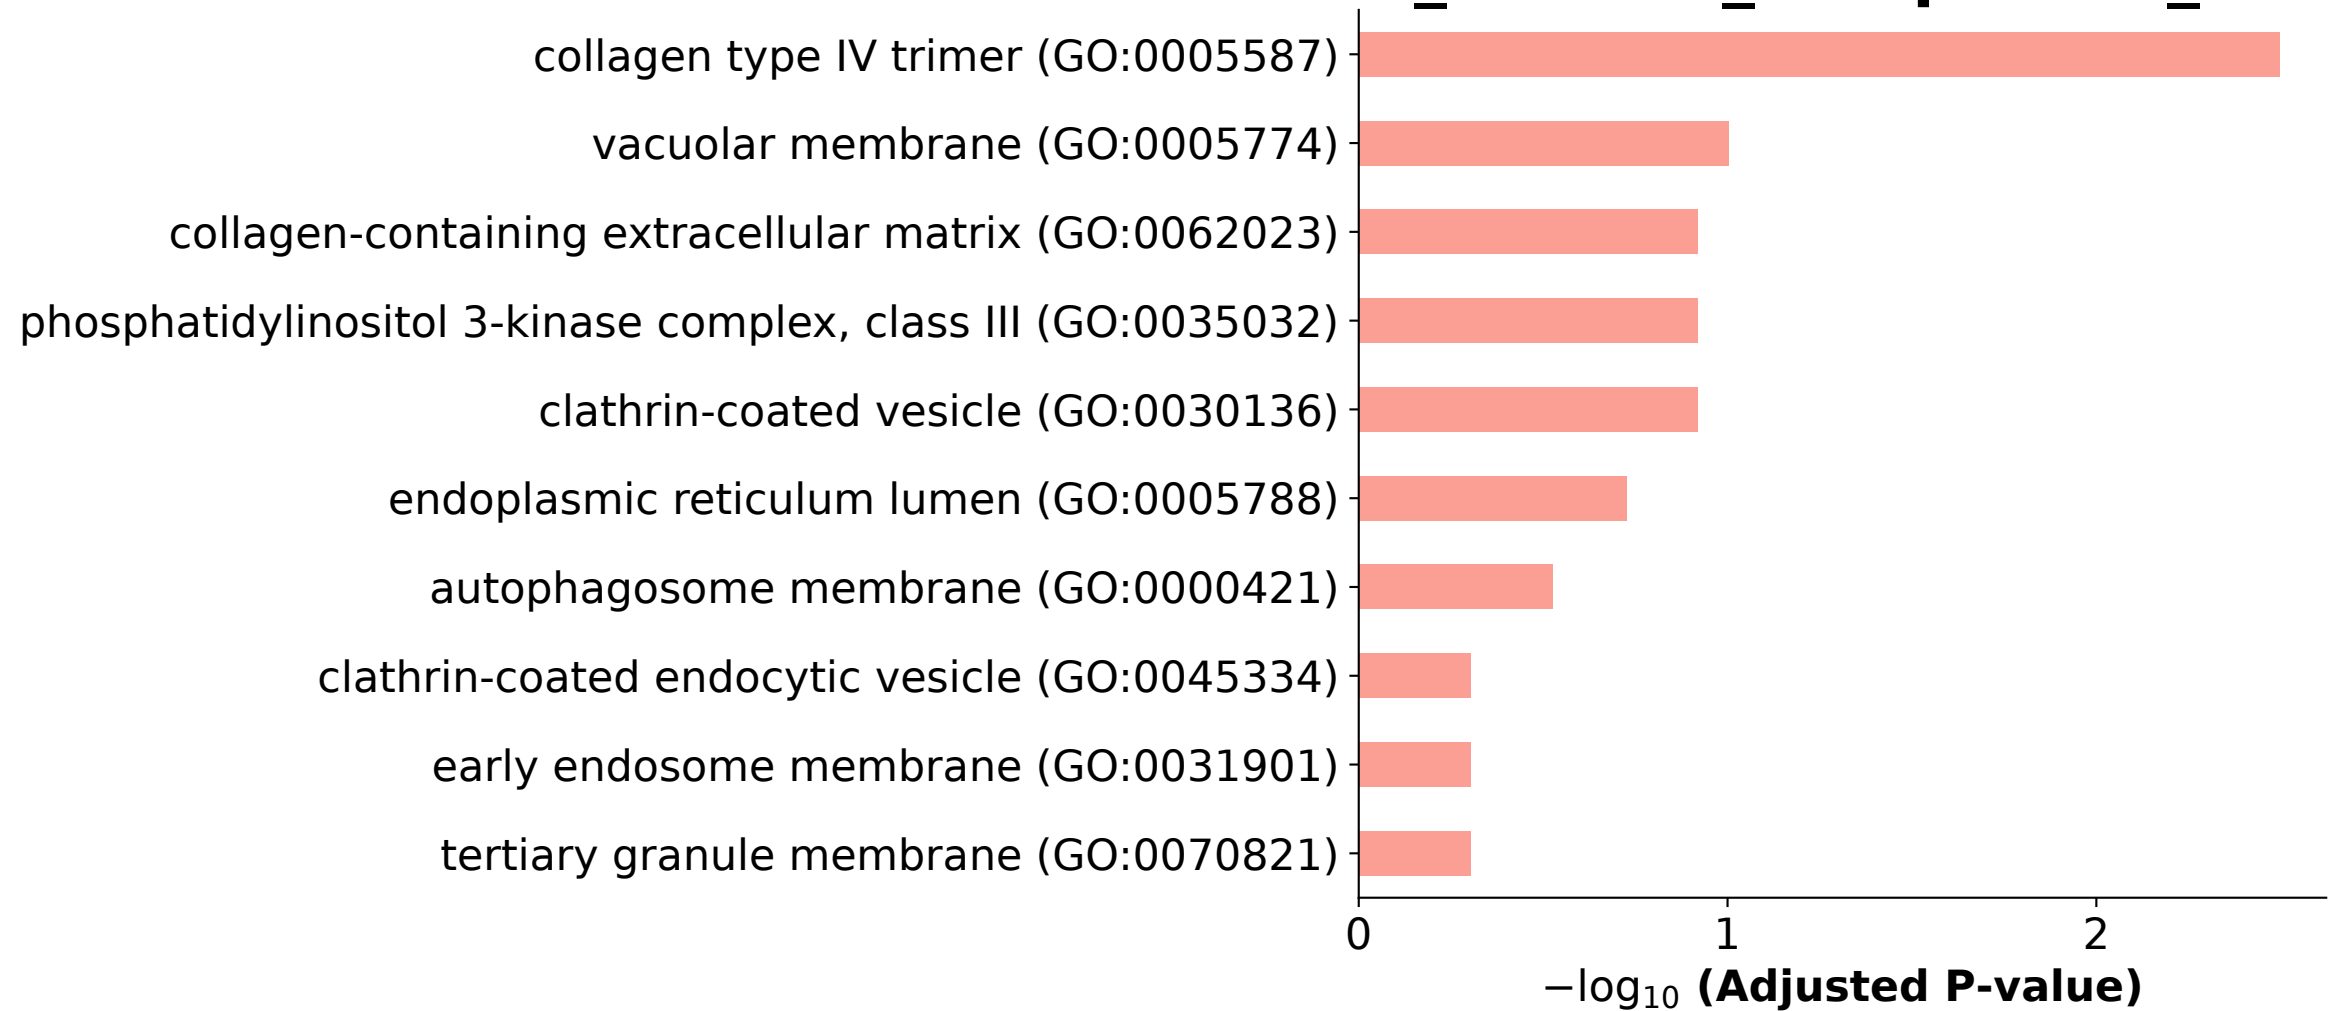 collagen type IV trimer (GO:0005587)
vacuolar membrane (GO:0005774)
collagen-containing extracellular matrix (GO:0062023)
phosphatidylinositol 3-kinase complex, class III (GO:0035032)
clathrin-coated vesicle (GO:0030136)
endoplasmic reticulum lumen (GO:0005788)
autophagosome membrane (GO:0000421)
clathrin-coated endocytic vesicle (GO:0045334)
early endosome membrane (GO:0031901)
tertiary granule membrane (GO:0070821)
0 1 2
−log₁₀ (Adjusted P-value)